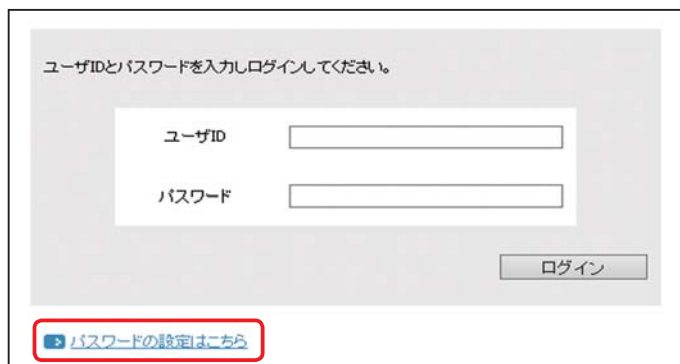 ユーザIDとパスワードを入力しログインしてください。
ユーザID
パスワード
ログイン
パスワードの設定はこちら